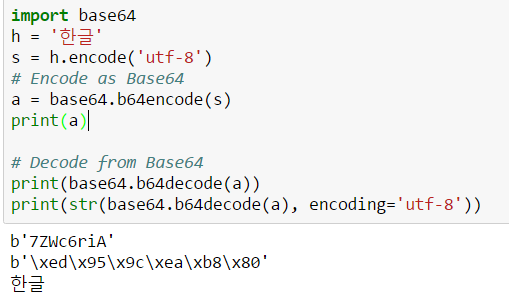 import base64
h = '한글'
s = h.encode('utf-8')
# Encode as Base64
a = base64.b64encode(s)
print(a)
# Decode from Base64
print(base64.b64decode(a))
print(str(base64.b64decode(a), encoding='utf-8'))
b'7ZWc6riA'
b'\xed\x95\x9c\xea\xb8\x80'
한글